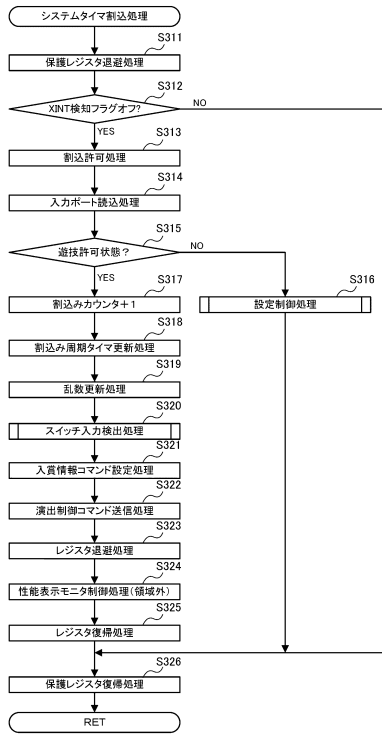 システムタイマ割込処理
S311
保護レジスタ退避処理
S312
XINT検知フラグオフ?
NO
YES
S313
割込許可処理
S314
入力ポート読込処理
S315
遊技許可状態？
NO
YES
S316
設定制御処理
S317
割込みカウンタ＋１
S318
割込み周期タイマ更新処理
S319
乱数更新処理
S320
スイッチ入力検出処理
S321
入賞情報コマンド設定処理
S322
演出制御コマンド送信処理
S323
レジスタ退避処理
S324
性能表示モニタ制御処理(領域外)
S325
レジスタ復帰処理
S326
保護レジスタ復帰処理
RET